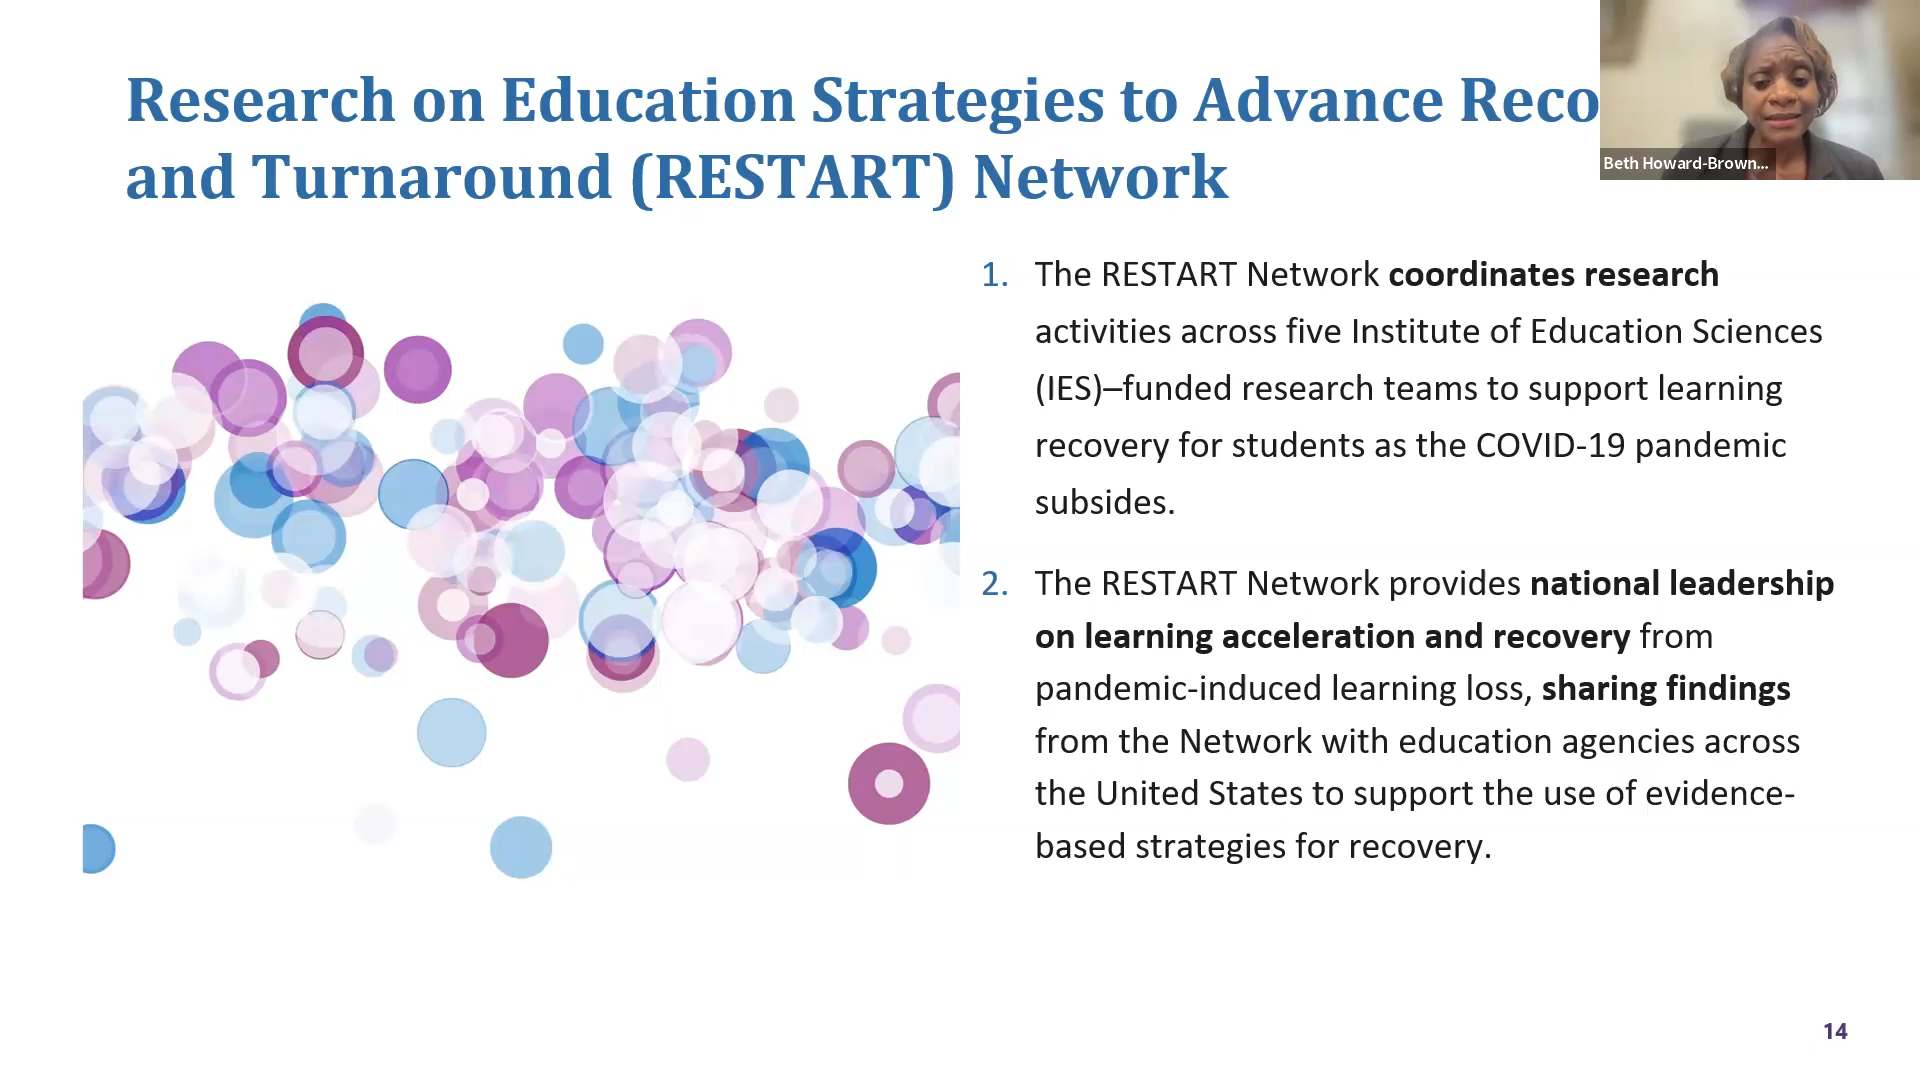 Research on Education Strategies to Advance Reco
and Turnaround (RESTART) Network
Beth Howard-Brown...
1. The RESTART Network coordinates research
activities across five Institute of Education Sciences
(IES)–funded research teams to support learning
recovery for students as the COVID-19 pandemic
subsides.
2. The RESTART Network provides national leadership
on learning acceleration and recovery from
pandemic-induced learning loss, sharing findings
from the Network with education agencies across
the United States to support the use of evidence-
based strategies for recovery.
14